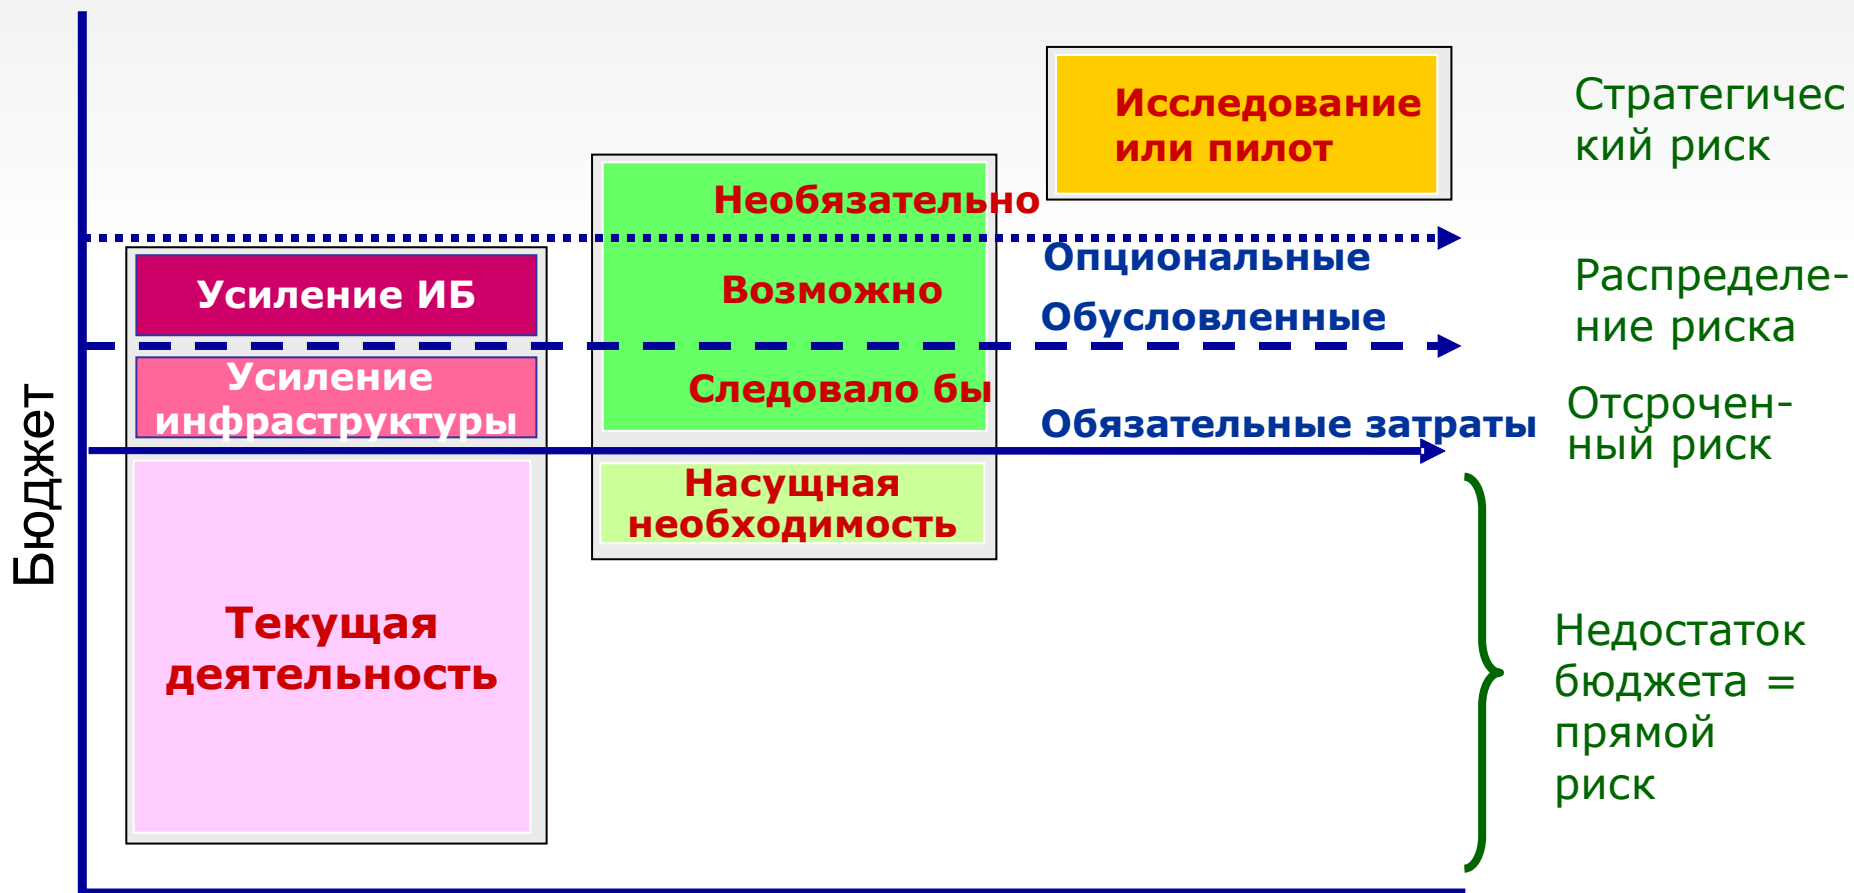 Бюджет
Усиление ИБ
Усиление
инфраструктуры
Текущая
деятельность
Необязательно
Возможно
Следовало бы
Насущная
необходимость
Исследование
или пилот
Опциональные
Обусловленные
Обязательные затраты
Стратегичес
кий риск
Распределе-
ние риска
Отсрочен-
ный риск
Недостаток
бюджета =
прямой
риск